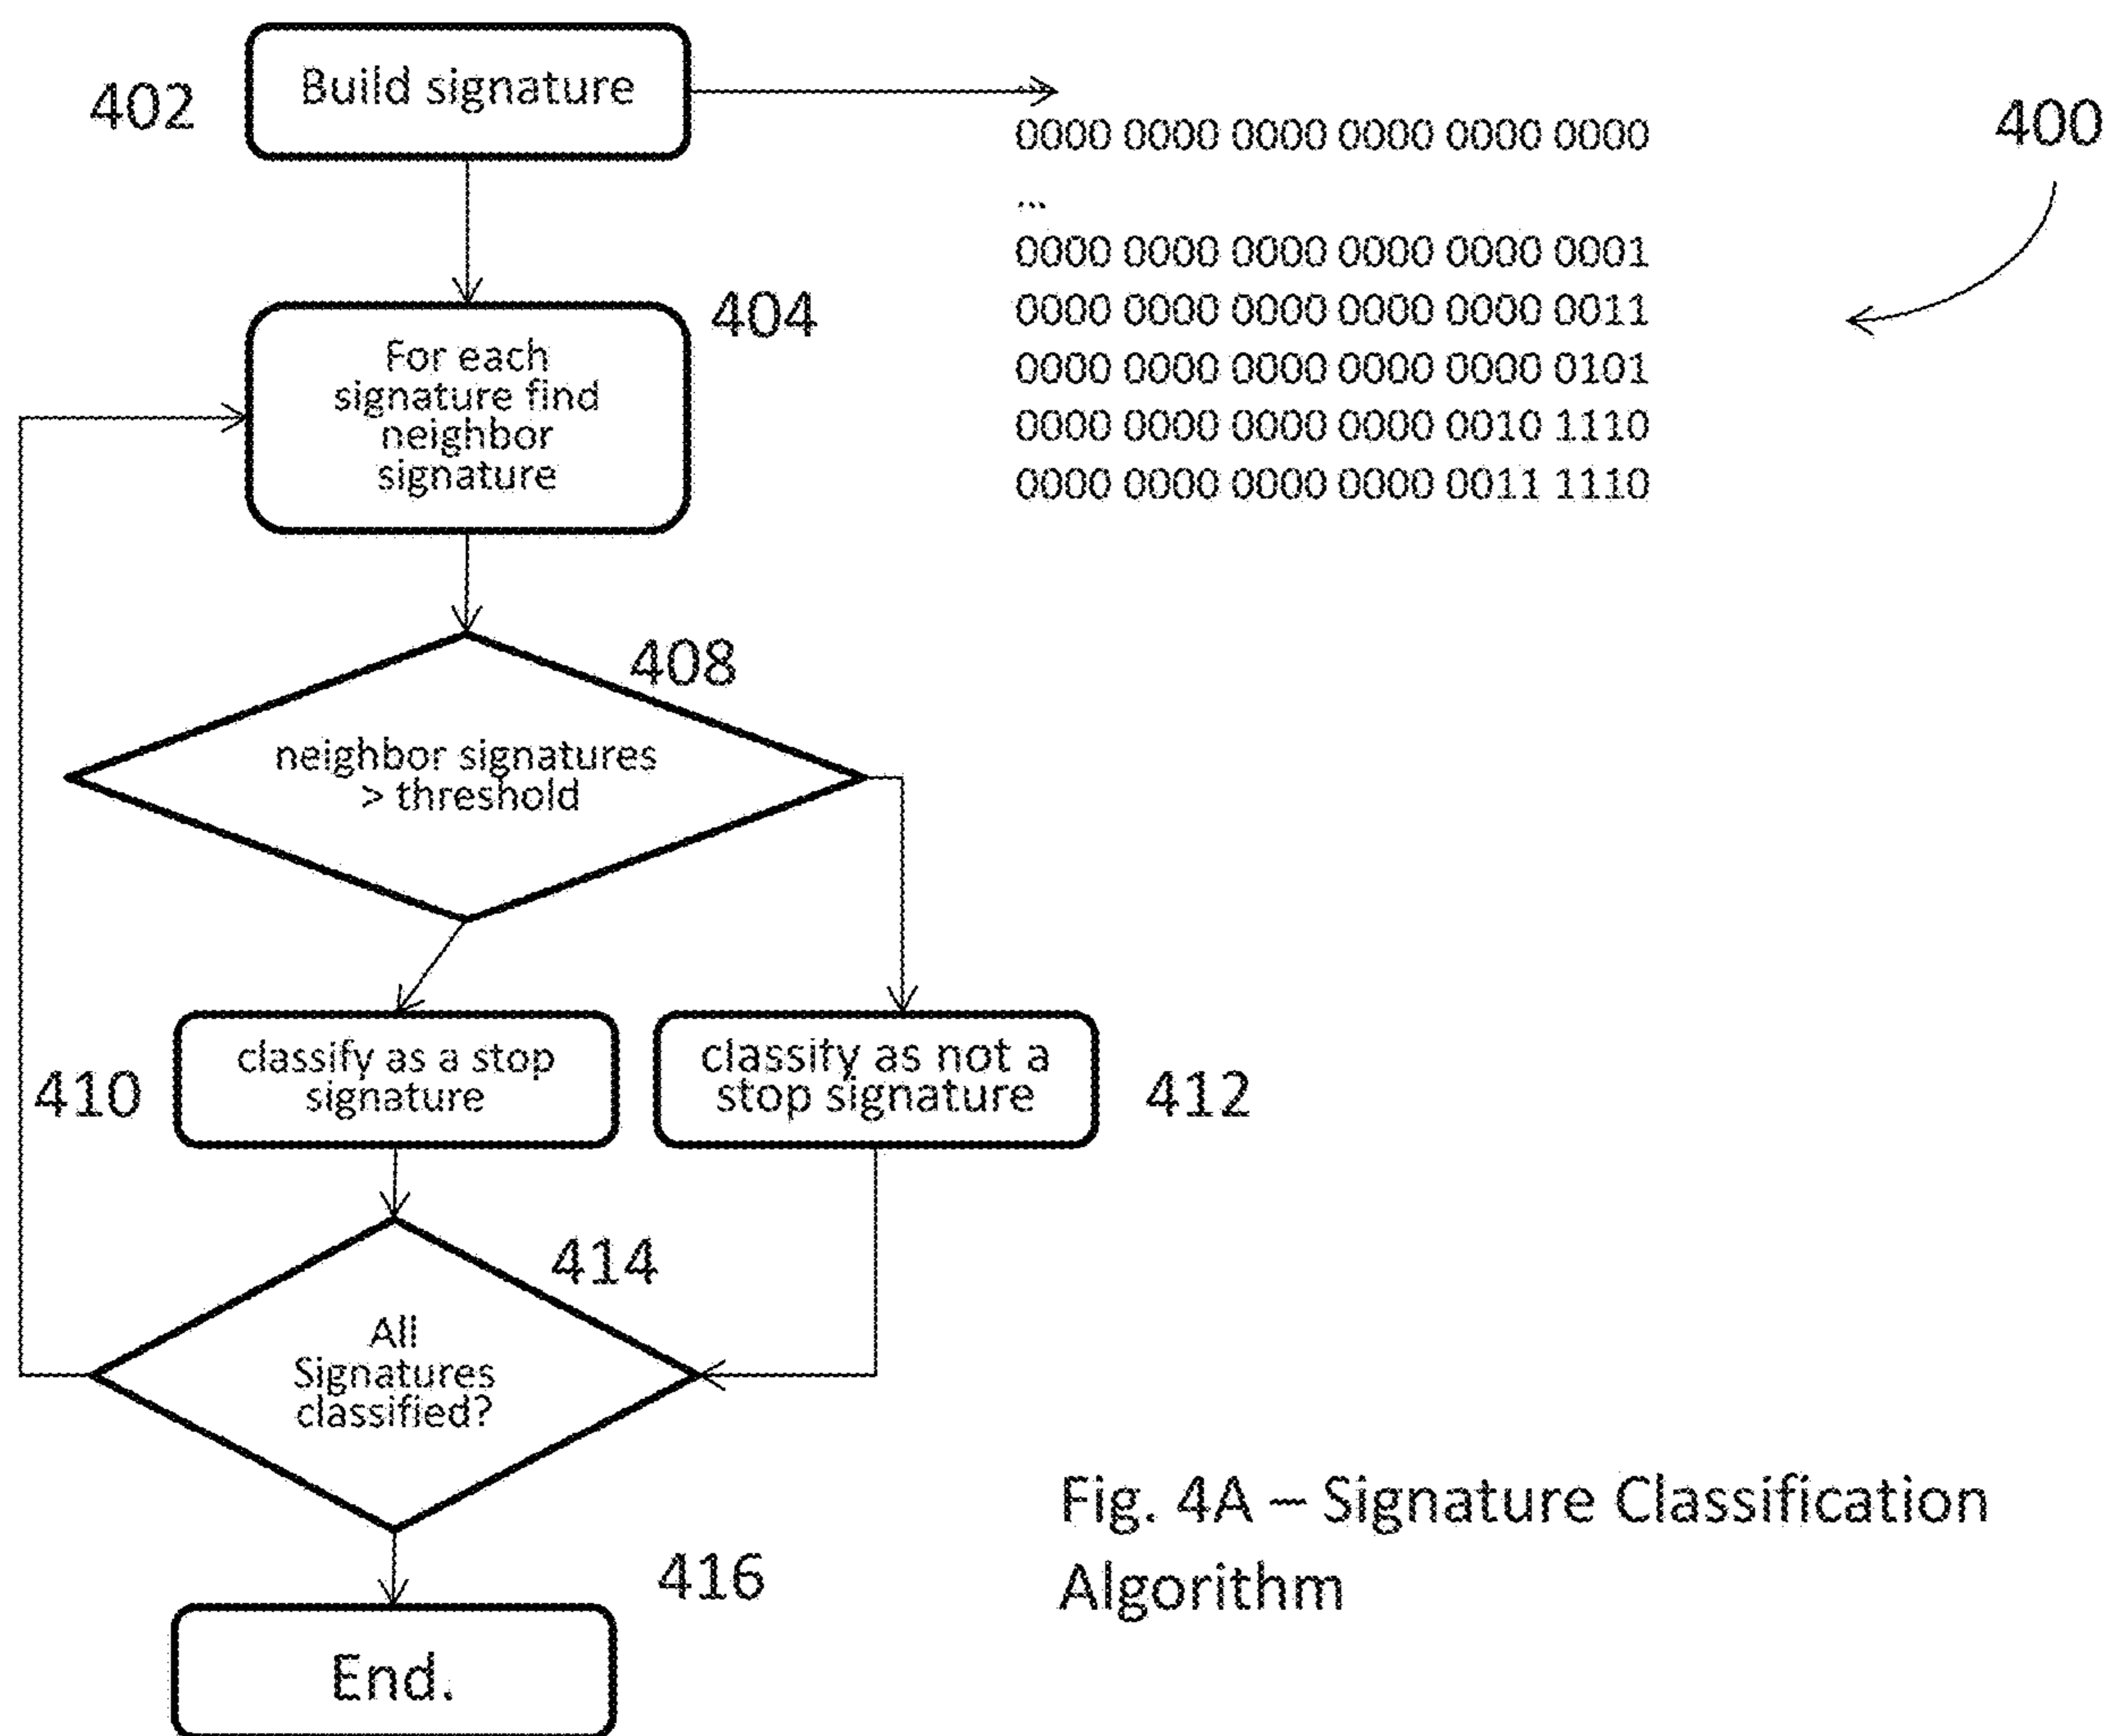 402
Build signature
400
0000 0000 0000 0000 0000 0000
...
0000 0000 0000 0000 0000 0001
0000 0000 0000 0000 0000 0011
0000 0000 0000 0000 0000 0101
0000 0000 0000 0000 0010 1110
0000 0000 0000 0000 0011 1110
404
For each
signature find
neighbor
signature
408
neighbor signatures
> threshold
410
classify as a stop
signature
classify as not a
stop signature
412
414
All
Signatures
classified?
416
End.
Fig. 4A – Signature Classification
Algorithm